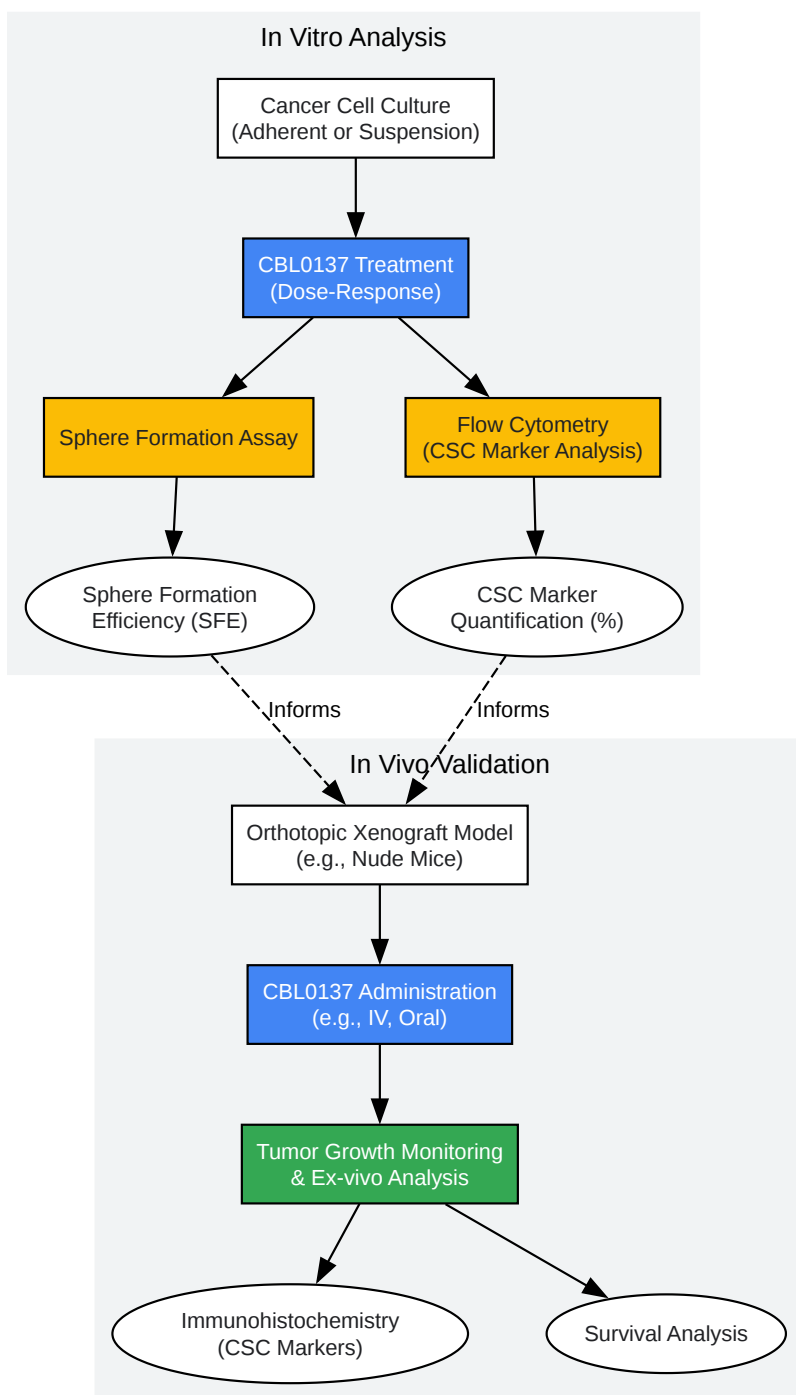 In Vitro Analysis
Cancer Cell Culture
(Adherent or Suspension)
CBL0137 Treatment
(Dose-Response)
Sphere Formation Assay
Flow Cytometry
(CSC Marker Analysis)
Sphere Formation
Efficiency (SFE)
CSC Marker
Quantification (%)
Informs
Informs
In Vivo Validation
Orthotopic Xenograft Model
(e.g., Nude Mice)
CBL0137 Administration
(e.g., IV, Oral)
Tumor Growth Monitoring
& Ex-vivo Analysis
Immunohistochemistry
(CSC Markers)
Survival Analysis